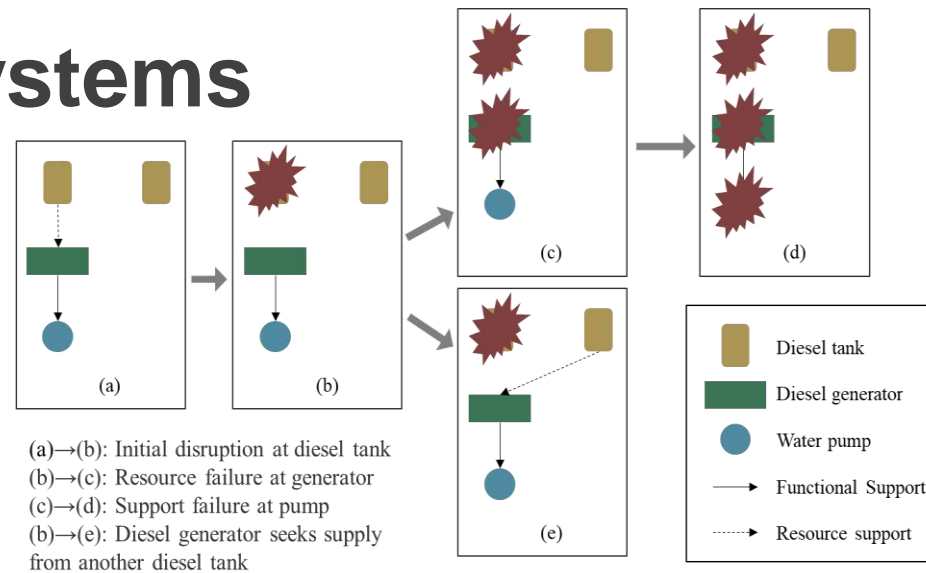 ystems
(a)
(b)
(c)
(d)
(e)
(a)→(b): Initial disruption at diesel tank
(b)→(c): Resource failure at generator
(c)→(d): Support failure at pump
(b)→(e): Diesel generator seeks supply
from another diesel tank
Diesel tank
Diesel generator
Water pump
Functional Support
Resource support